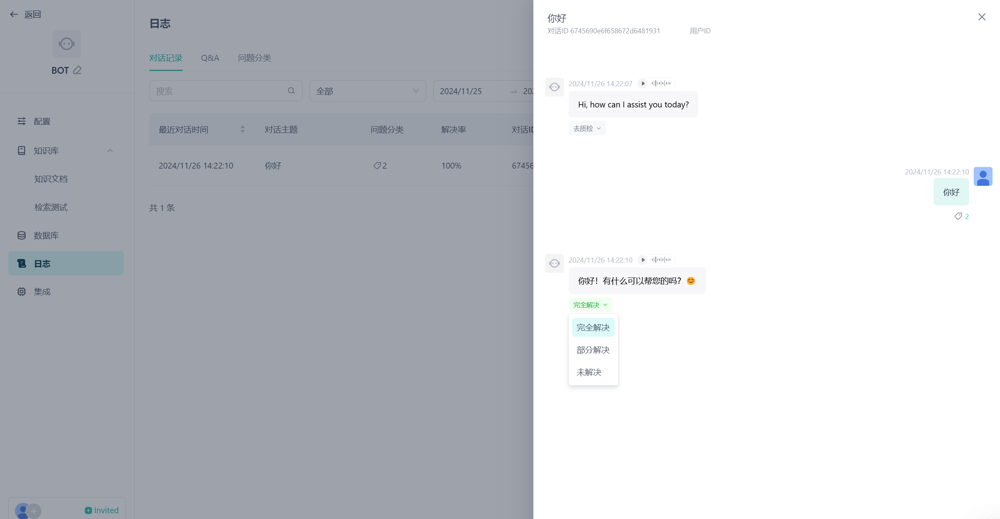 返回
BOT
配置
知识库
知识文档
检索测试
数据库
日志
集成
Invited
日志
对话记录 Q&A 问题分类
搜索 全部 2024/11/25 → 202
最近对话时间 对话主题 问题分类 解决率 对话ID
2024/11/26 14:22:10 你好 2 100% 67456
共 1 条
你好
对话ID 6745690e6f658672d6481931 用户ID
2024/11/26 14:22:07
Hi, how can I assist you today?
去质检
2024/11/26 14:22:10
你好
2
2024/11/26 14:22:10
你好！有什么可以帮您的吗？😊
完全解决
完全解决
部分解决
未解决